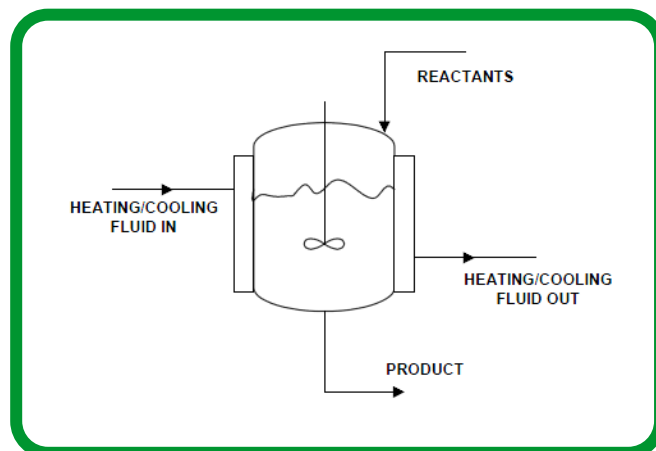 REACTANTS
HEATING/COOLING
FLUID IN
HEATING/COOLING
FLUID OUT
PRODUCT